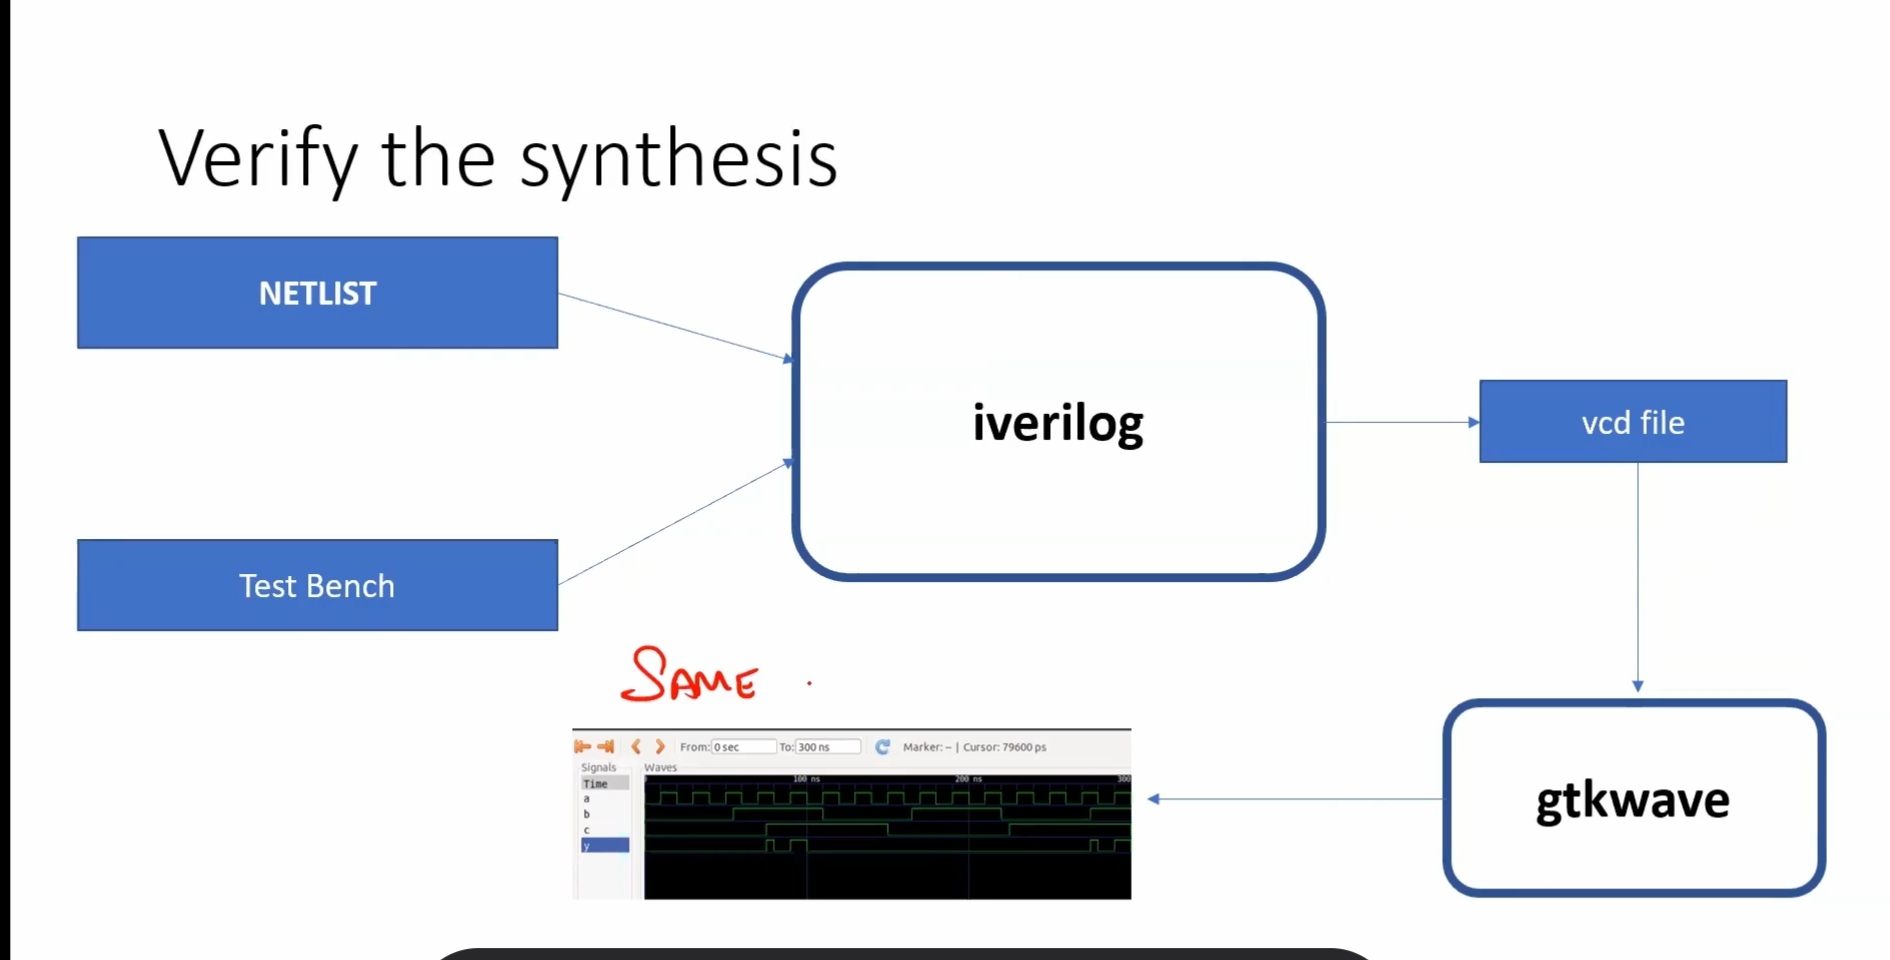 Verify the synthesis
NETLIST
iverilog
vcd file
Test Bench
SAME
From: 0 sec To: 300 ns Marker: -- | Cursor: 79600 ps
Signals Waves
Time 100 ns 200 ns 300
a
b
c
y
gtkwave